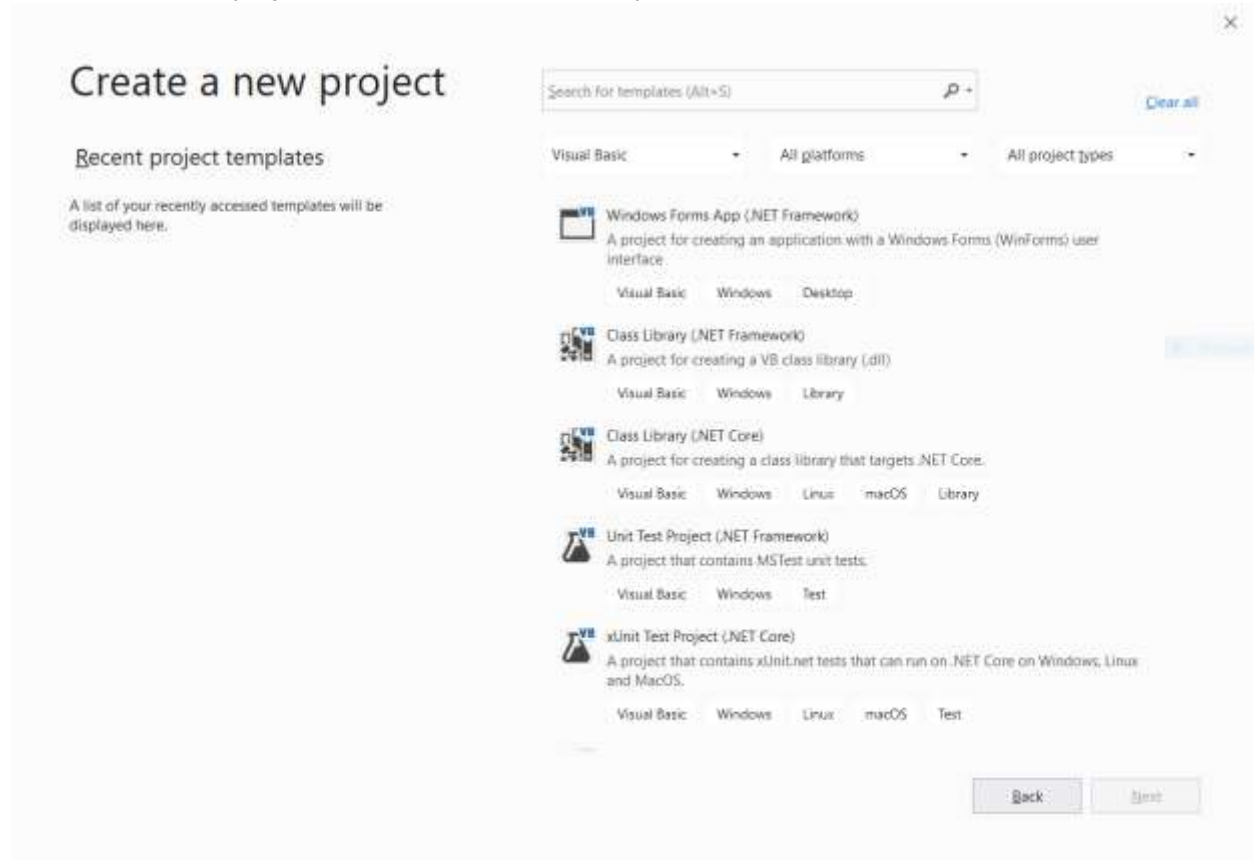 Create a new project
Search for templates (Alt+S)
Clear all
Recent project templates
Visual Basic
All platforms
All project types
A list of your recently accessed templates will be
displayed here.
Windows Forms App (.NET Framework)
A project for creating an application with a Windows Forms (WinForms) user
interface
Visual Basic Windows Desktop
Class Library (.NET Framework)
A project for creating a VB class library (.dll)
Visual Basic Windows Library
Class Library (.NET Core)
A project for creating a class library that targets .NET Core.
Visual Basic Windows Linux macOS Library
Unit Test Project (.NET Framework)
A project that contains MSTest unit tests.
Visual Basic Windows Test
xUnit Test Project (.NET Core)
A project that contains xUnit.net tests that can run on .NET Core on Windows, Linux
and MacOS.
Visual Basic Windows Linux macOS Test
Back
Next